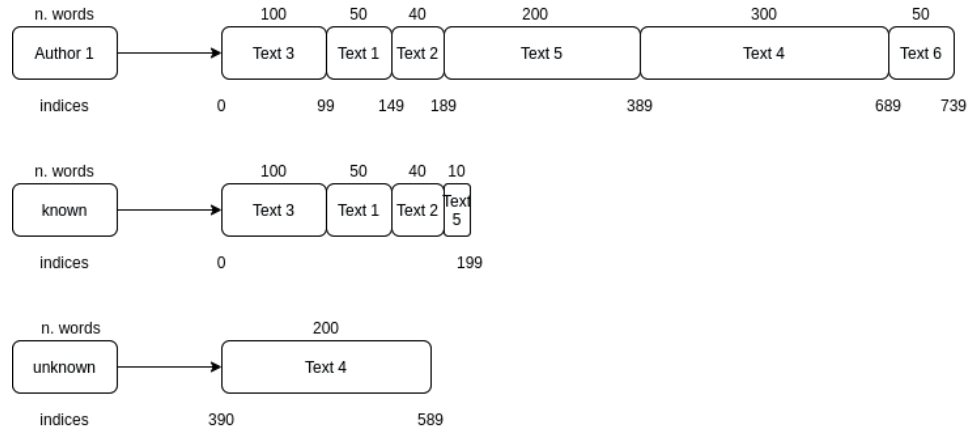 n. words 100 50 40 200 300 50
Author 1 Text 3 Text 1 Text 2 Text 5 Text 4 Text 6
indices 0 99 149 189 389 689 739
n. words 100 50 40 10
known Text 3 Text 1 Text 2 Text
5
indices 0 199
n. words 200
unknown Text 4
indices 390 589